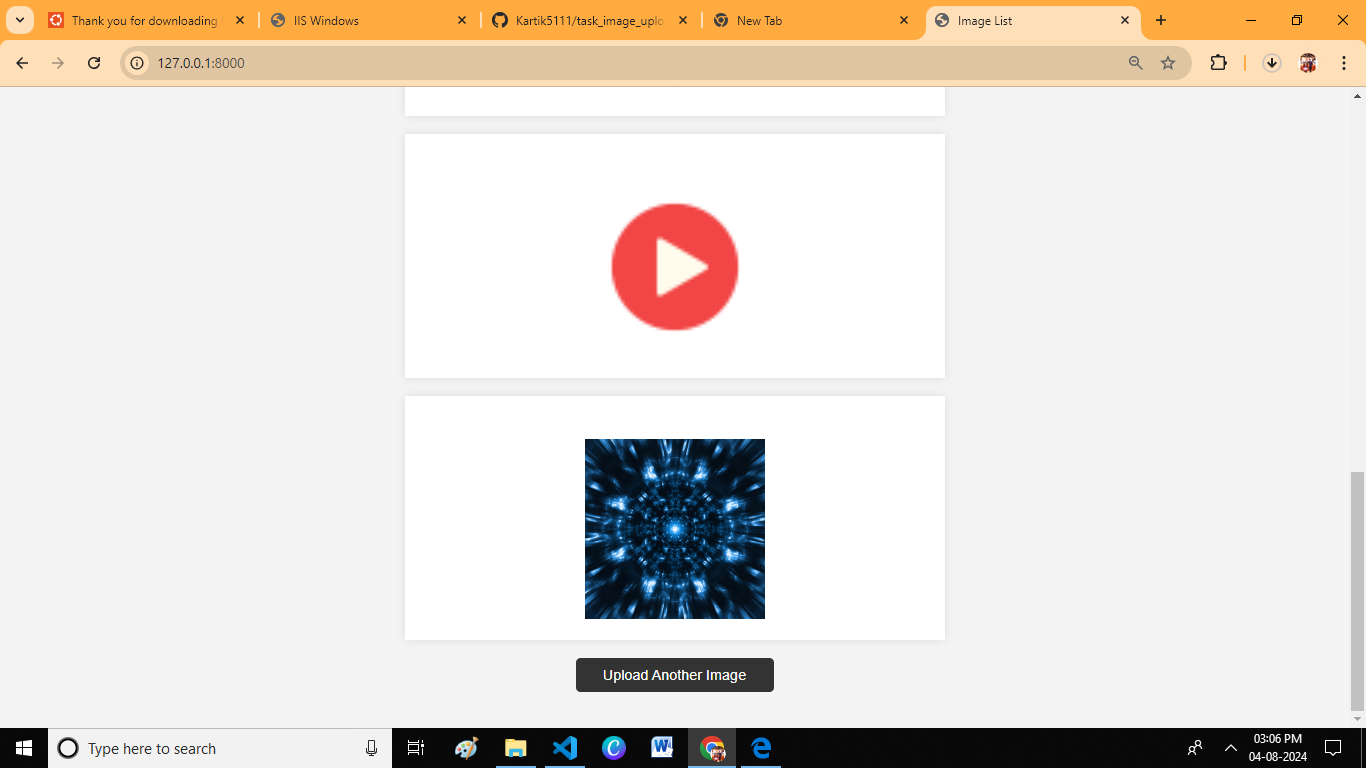 Thank you for downloading
IIS Windows
Kartik5111/task_image_uplo
New Tab
Image List
127.0.0.1:8000
Upload Another Image
Type here to search
03:06 PM
04-08-2024